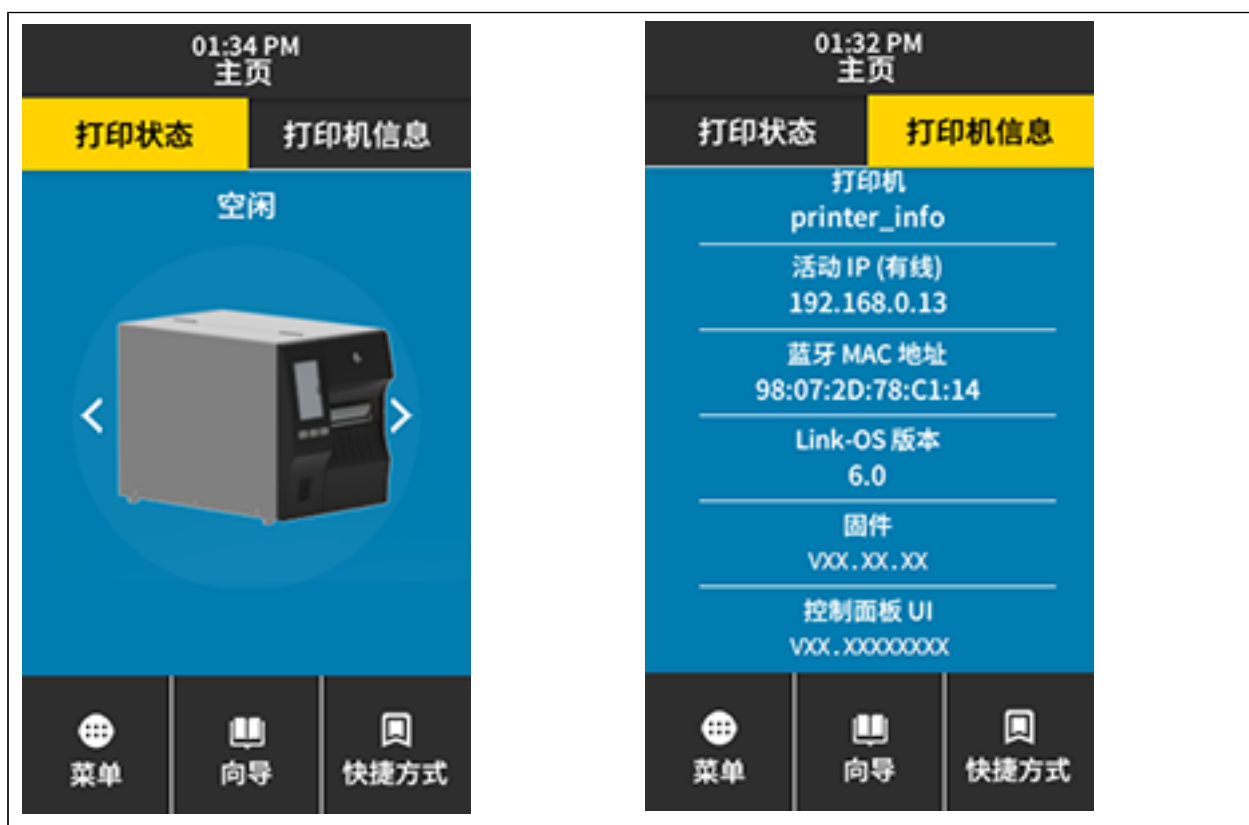 01:34 PM
主页
打印状态
打印机信息
空闲
菜单
向导
快捷方式
01:32 PM
主页
打印状态
打印机信息
打印机
printer_info
活动 IP (有线)
192.168.0.13
蓝牙 MAC 地址
98:07:2D:78:C1:14
Link-OS 版本
6.0
固件
VXX.XX.XX
控制面板 UI
VXX.XXXXXXXX
菜单
向导
快捷方式